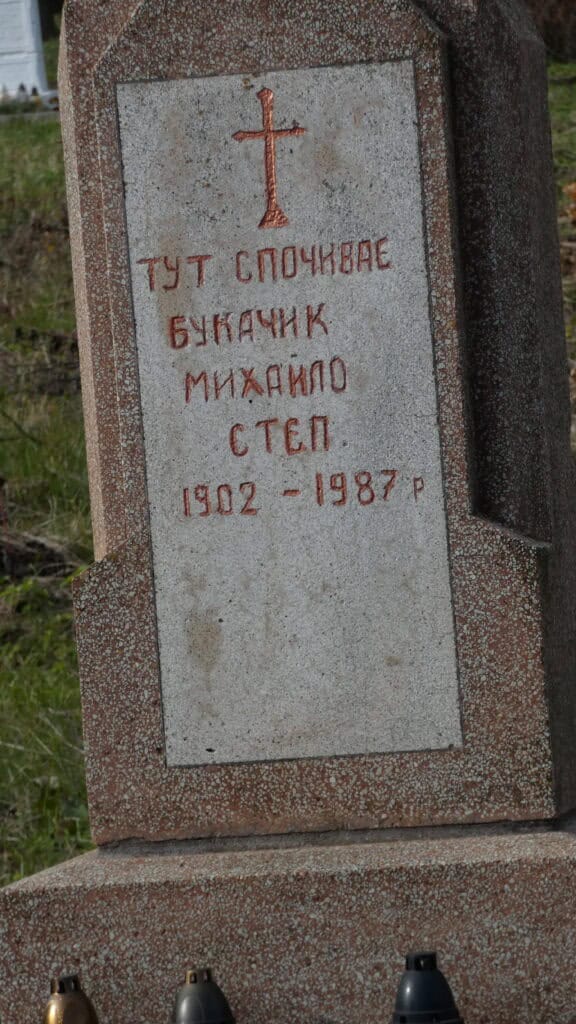 ТУТ СПОЧИВАЕ
БУКАЧИК
МИХАЙЛО
СТЕП.
1902 - 1987 р